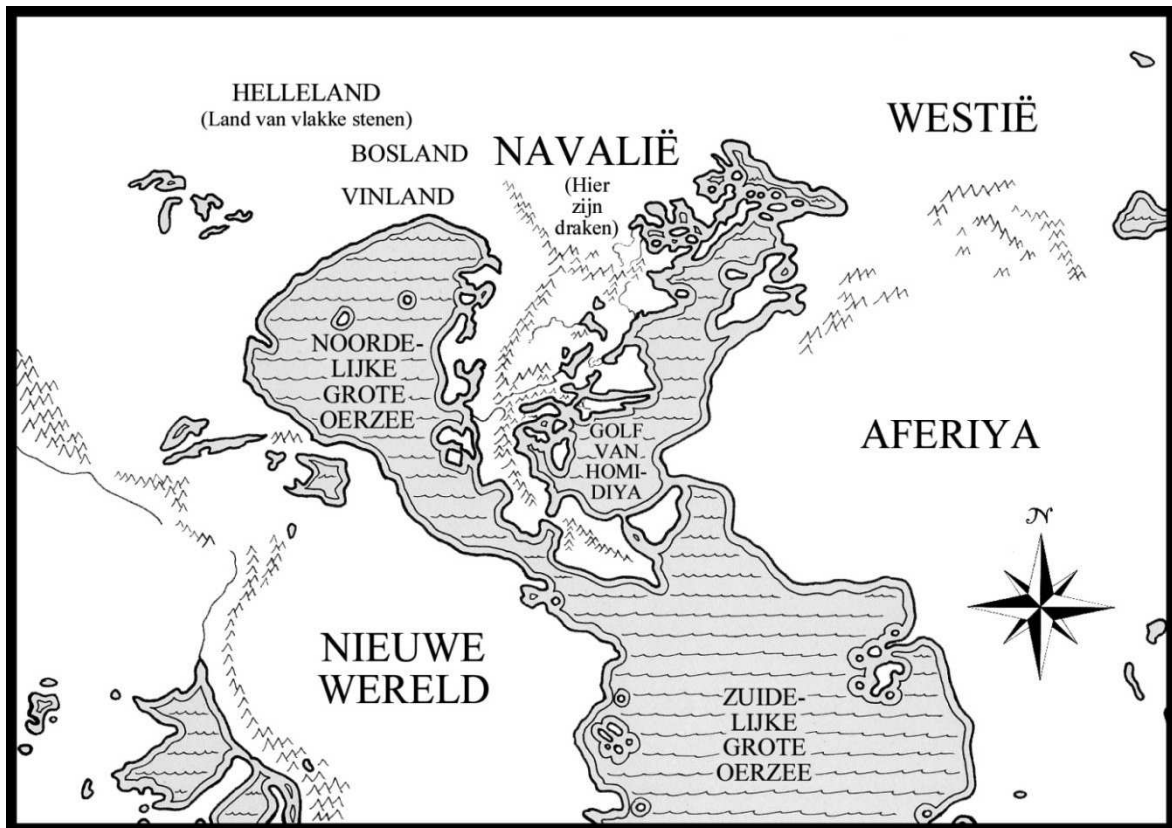 HELLELAND
(Land van vlakke stenen)
BOSLAND
VINLAND
NAVALIË
(Hier
zijn
draken)
WESTIË
NOORDE-
LIJKE
GROTE
OERZEE
GOLF
VAN
HOMI-
DIYA
AFERIYA
N
NIEUWE
WERELD
ZUIDE-
LIJKE
GROTE
OERZEE